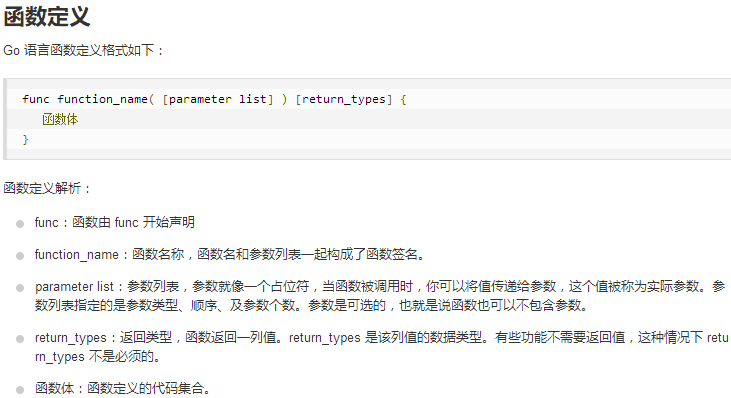 函数定义
Go 语言函数定义格式如下：
func function_name( [parameter list] ) [return_types] {
函数体
}
函数定义解析：
func：函数由 func 开始声明
function_name：函数名称，函数名和参数列表一起构成了函数签名。
parameter list：参数列表，参数就像一个占位符，当函数被调用时，你可以将值传递给参数，这个值被称为实际参数。参
数列表指定的是参数类型、顺序、及参数个数。参数是可选的，也就是说函数也可以不包含参数。
return_types：返回类型，函数返回一列值。return_types 是该列值的数据类型。有些功能不需要返回值，这种情况下 retu
rn_types 不是必须的。
函数体：函数定义的代码集合。